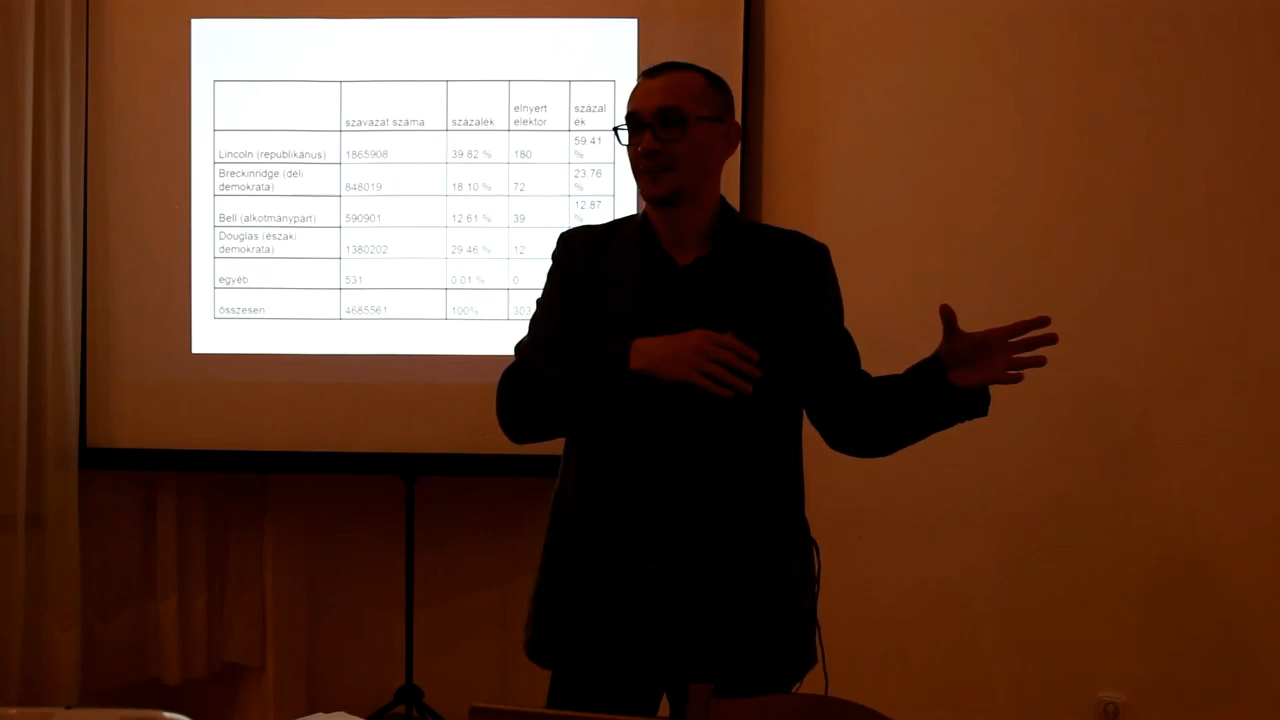 szavazat száma százalék elnyert elektor százalék
Lincoln (republikánus) 1865908 39.82 % 180 59.41 %
Breckinridge (déli demokrata) 848019 18.10 % 72 23.76 %
Bell (alkotmánypárt) 590901 12.61 % 39 12.87 %
Douglas (északi demokrata) 1380202 29.46 % 12
egyéb 531 0.01 % 0
összesen 4685561 100% 303